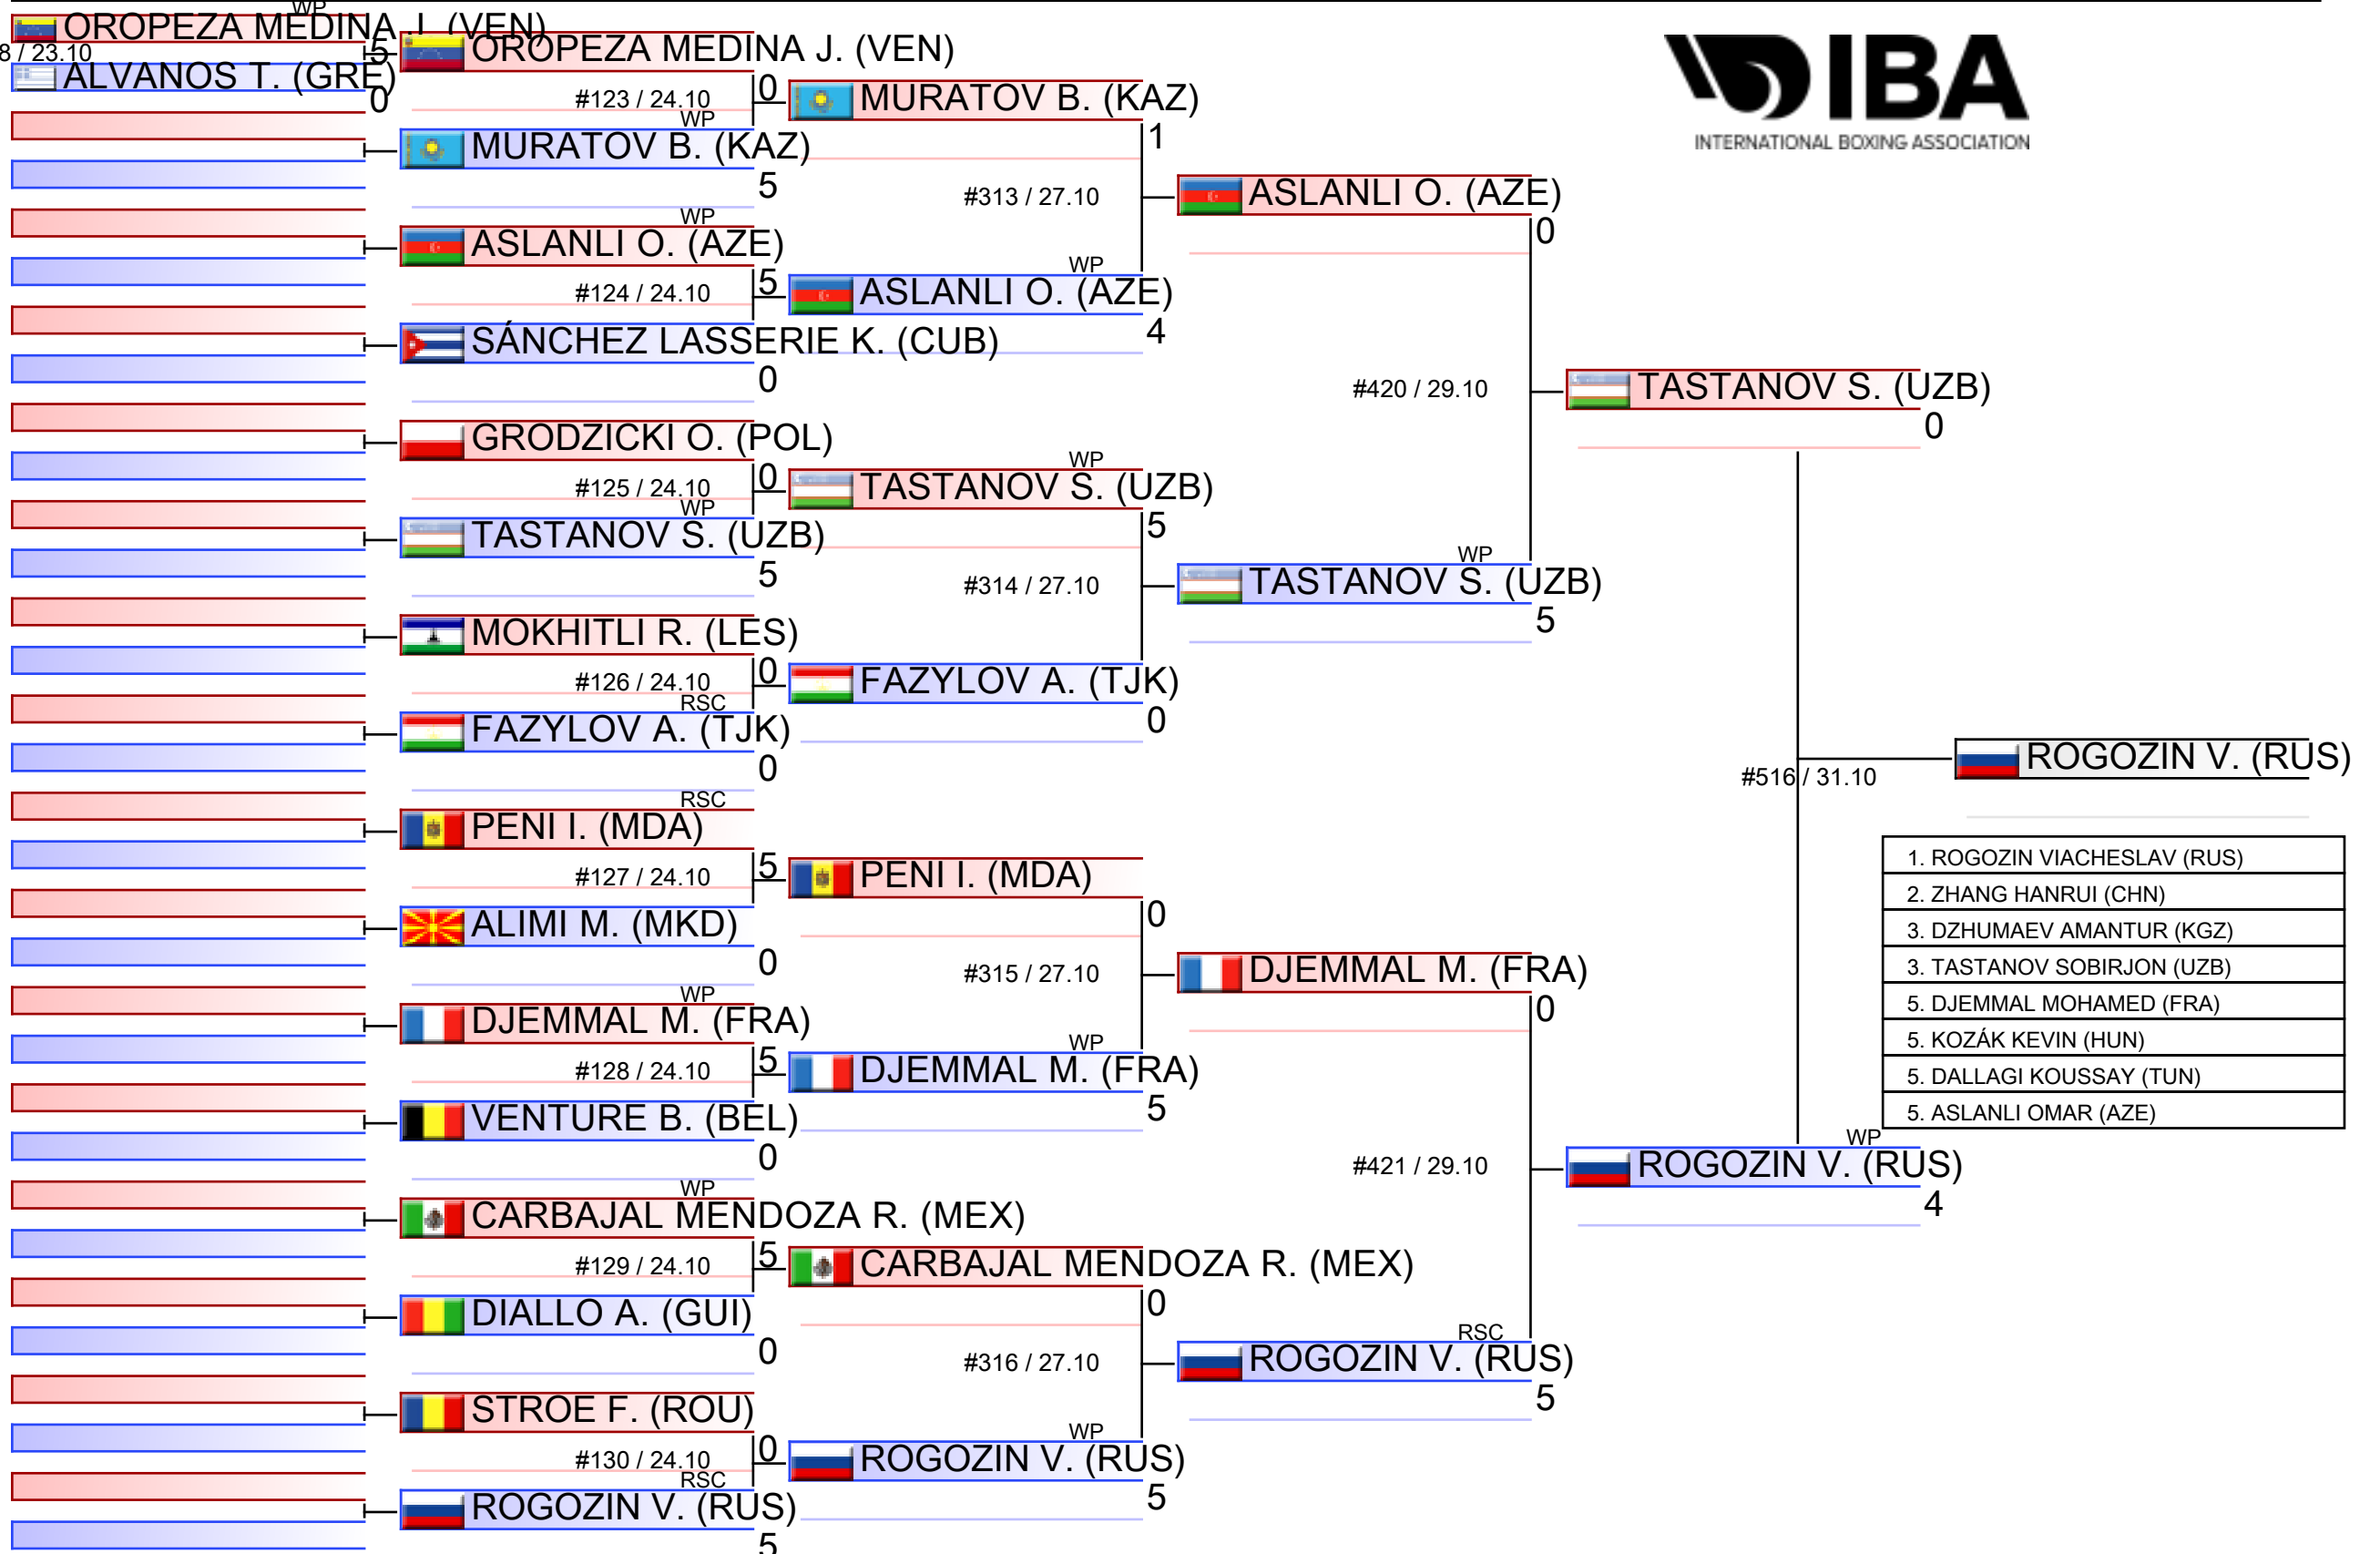 WP
OROPEZA MEDINA J. (VEN)
8 / 23.10
5
ALVANOS T. (GRE)
0
OROPEZA MEDINA J. (VEN)
0
#123 / 24.10
WP
MURATOV B. (KAZ)
5
WP
ASLANLI O. (AZE)
5
#124 / 24.10
SÁNCHEZ LASSERIE K. (CUB)
0
GRODZICKI O. (POL)
0
#125 / 24.10
WP
TASTANOV S. (UZB)
5
MOKHITLI R. (LES)
0
#126 / 24.10
RSC
FAZYLOV A. (TJK)
0
RSC
PENI I. (MDA)
5
#127 / 24.10
ALIMI M. (MKD)
0
WP
DJEMMAL M. (FRA)
5
#128 / 24.10
VENTURE B. (BEL)
0
WP
CARBAJAL MENDOZA R. (MEX)
5
#129 / 24.10
DIALLO A. (GUI)
0
STROE F. (ROU)
0
#130 / 24.10
RSC
ROGOZIN V. (RUS)
5
MURATOV B. (KAZ)
1
#313 / 27.10
WP
ASLANLI O. (AZE)
4
WP
TASTANOV S. (UZB)
5
#314 / 27.10
FAZYLOV A. (TJK)
0
PENI I. (MDA)
0
#315 / 27.10
WP
DJEMMAL M. (FRA)
5
CARBAJAL MENDOZA R. (MEX)
0
#316 / 27.10
WP
ROGOZIN V. (RUS)
5
ASLANLI O. (AZE)
0
#420 / 29.10
WP
TASTANOV S. (UZB)
5
DJEMMAL M. (FRA)
0
#421 / 29.10
RSC
ROGOZIN V. (RUS)
5
TASTANOV S. (UZB)
0
#516 / 31.10
WP
ROGOZIN V. (RUS)
4
ROGOZIN V. (RUS)
IBA
INTERNATIONAL BOXING ASSOCIATION
1. ROGOZIN VIACHESLAV (RUS)
2. ZHANG HANRUI (CHN)
3. DZHUMAEV AMANTUR (KGZ)
3. TASTANOV SOBIRJON (UZB)
5. DJEMMAL MOHAMED (FRA)
5. KOZÁK KEVIN (HUN)
5. DALLAGI KOUSSAY (TUN)
5. ASLANLI OMAR (AZE)